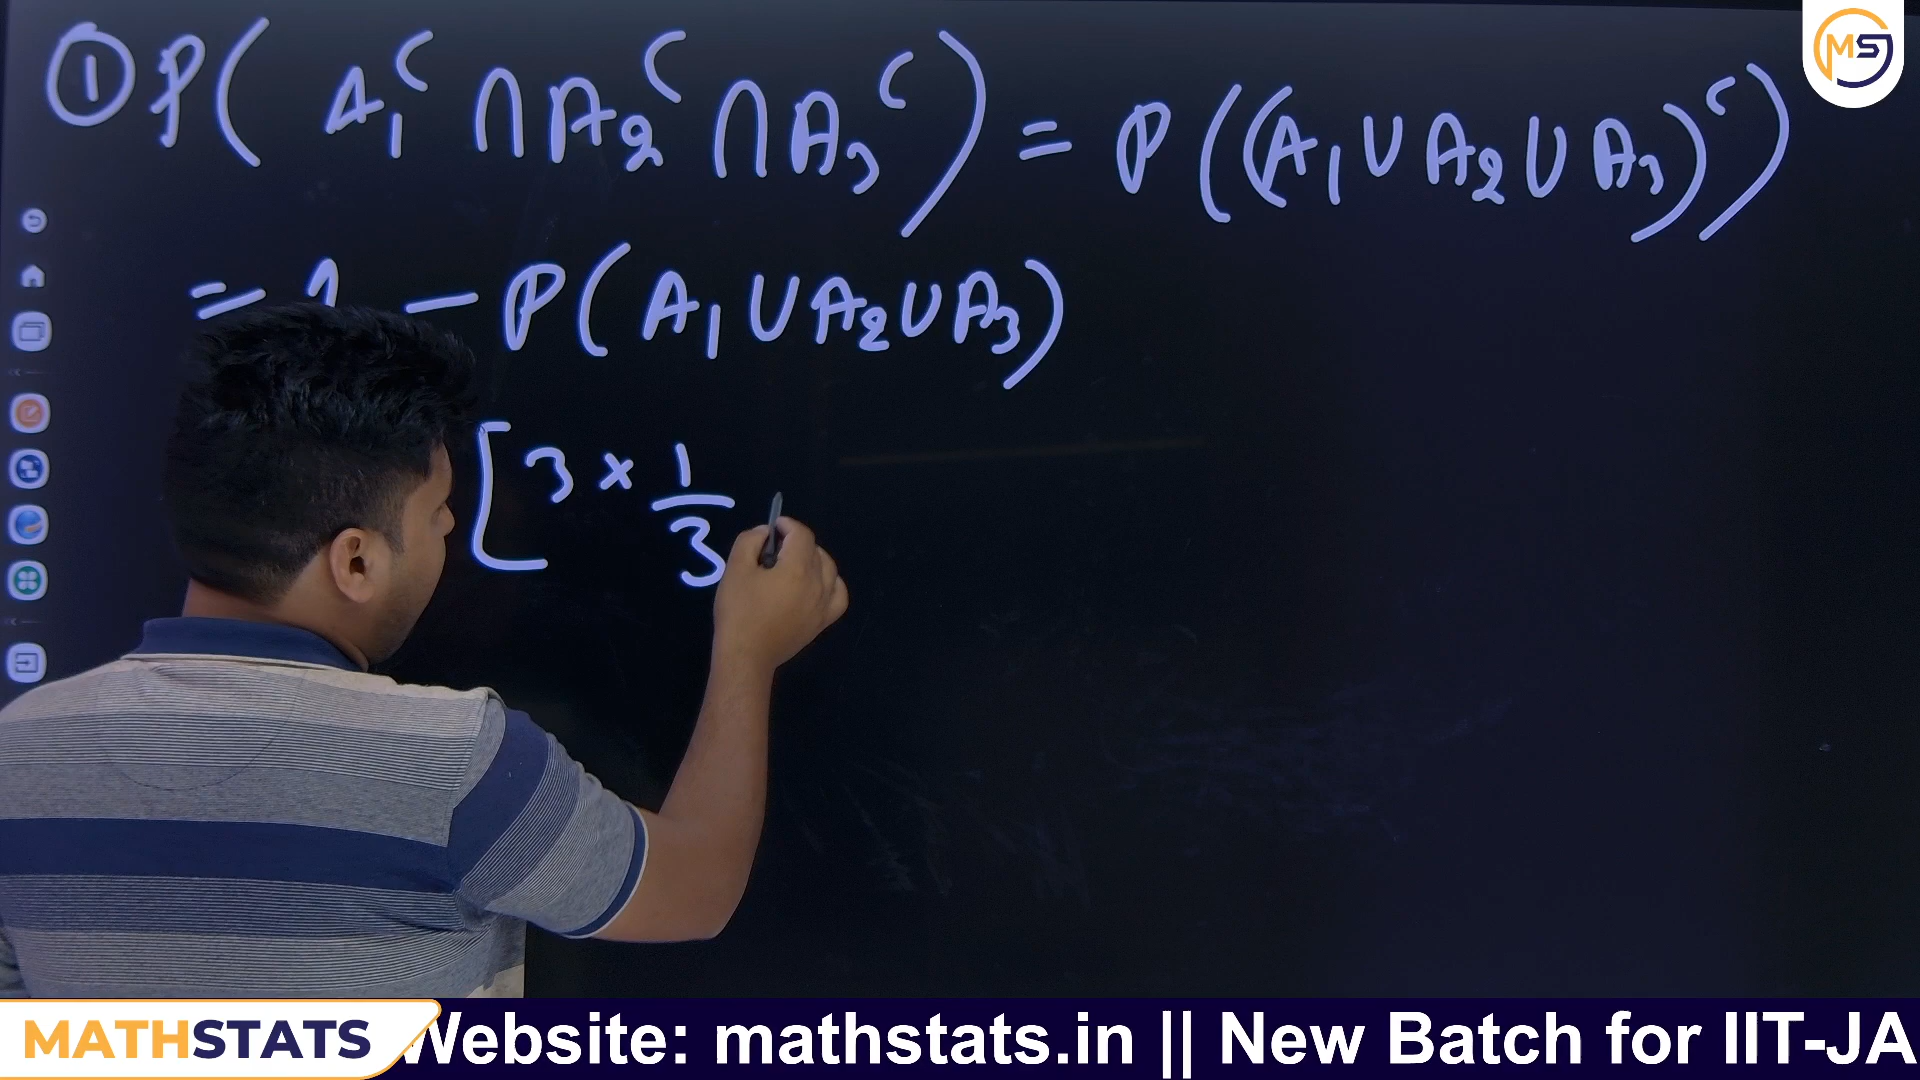 ① P(A₁ᶜ ∩ A₂ᶜ ∩ A₃ᶜ) = P((A₁ ∪ A₂ ∪ A₃)ᶜ)
= 1 - P(A₁ ∪ A₂ ∪ A₃)
[3 × 1/3
MS
MATHSTATS Website: mathstats.in || New Batch for IIT-JA